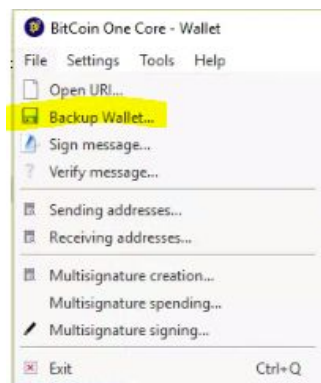 BitCoin One Core - Wallet
File Settings Tools Help
Open URI...
Backup Wallet...
Sign message...
Verify message...
Sending addresses...
Receiving addresses...
Multisignature creation...
Multisignature spending...
Multisignature signing...
Exit Ctrl+Q